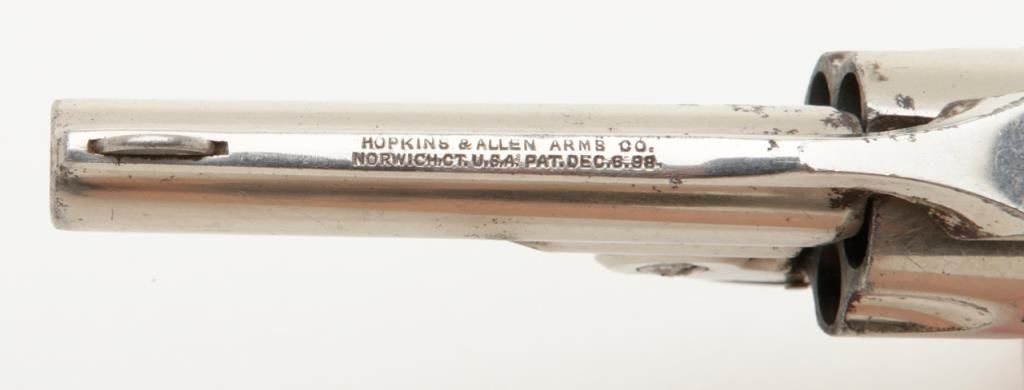 HOPKINS & ALLEN ARMS CO.
NORWICH.CT. U.S.A. PAT. DEC. 6. 98.